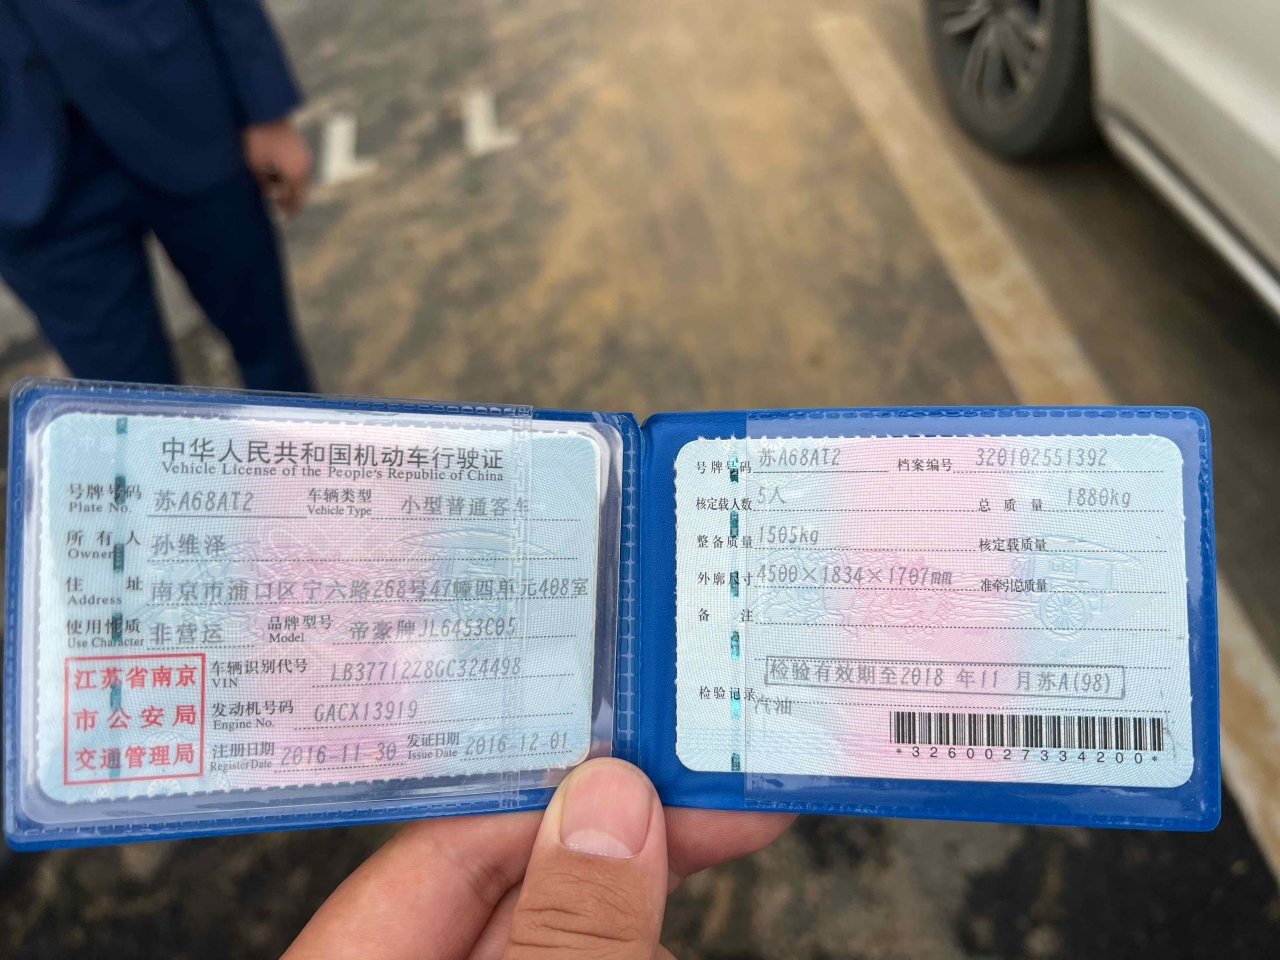 中华人民共和国机动车行驶证
Vehicle License of the People's Republic of China
号牌号码 苏A68AT2 车辆类型 小型普通客车
Plate No. Vehicle Type
所有人 孙维泽
Owner
住址 南京市浦口区宁六路268号47幢四单元408室
Address
使用性质 非营运 品牌型号 帝豪牌JL6453C05
Use Character Model
江苏省南京
市公安局
交通管理局
车辆识别代号 LB37712Z8GC324498
VIN
发动机号码 GACX13919
Engine No.
注册日期 2016-11-30 发证日期 2016-12-01
Register Date Issue Date
号牌号码 苏A68AT2 档案编号 320102551392
核定载人数 5人 总质量 1880kg
整备质量 1505kg 核定载质量
外廓尺寸 4500×1834×1707mm 准牵引总质量
备注
检验有效期至2018年11月苏A(98)
检验记录 汽油
*3260027334200*